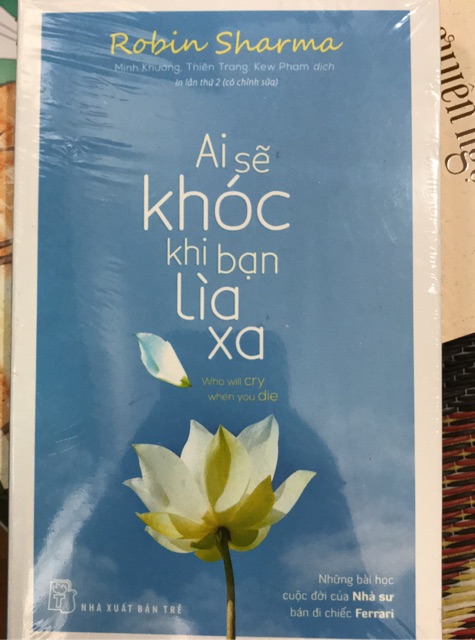 Robin Sharma
Minh Khương, Thiên Trang, Kew Pham dịch
In lần thứ 2 (có chỉnh sửa)
Ai sẽ
khóc
khi bạn
lìa
xa
Who will cry
when you die
Những bài học
cuộc đời của Nhà sư
bán đi chiếc Ferrari
NHÀ XUẤT BẢN TRẺ